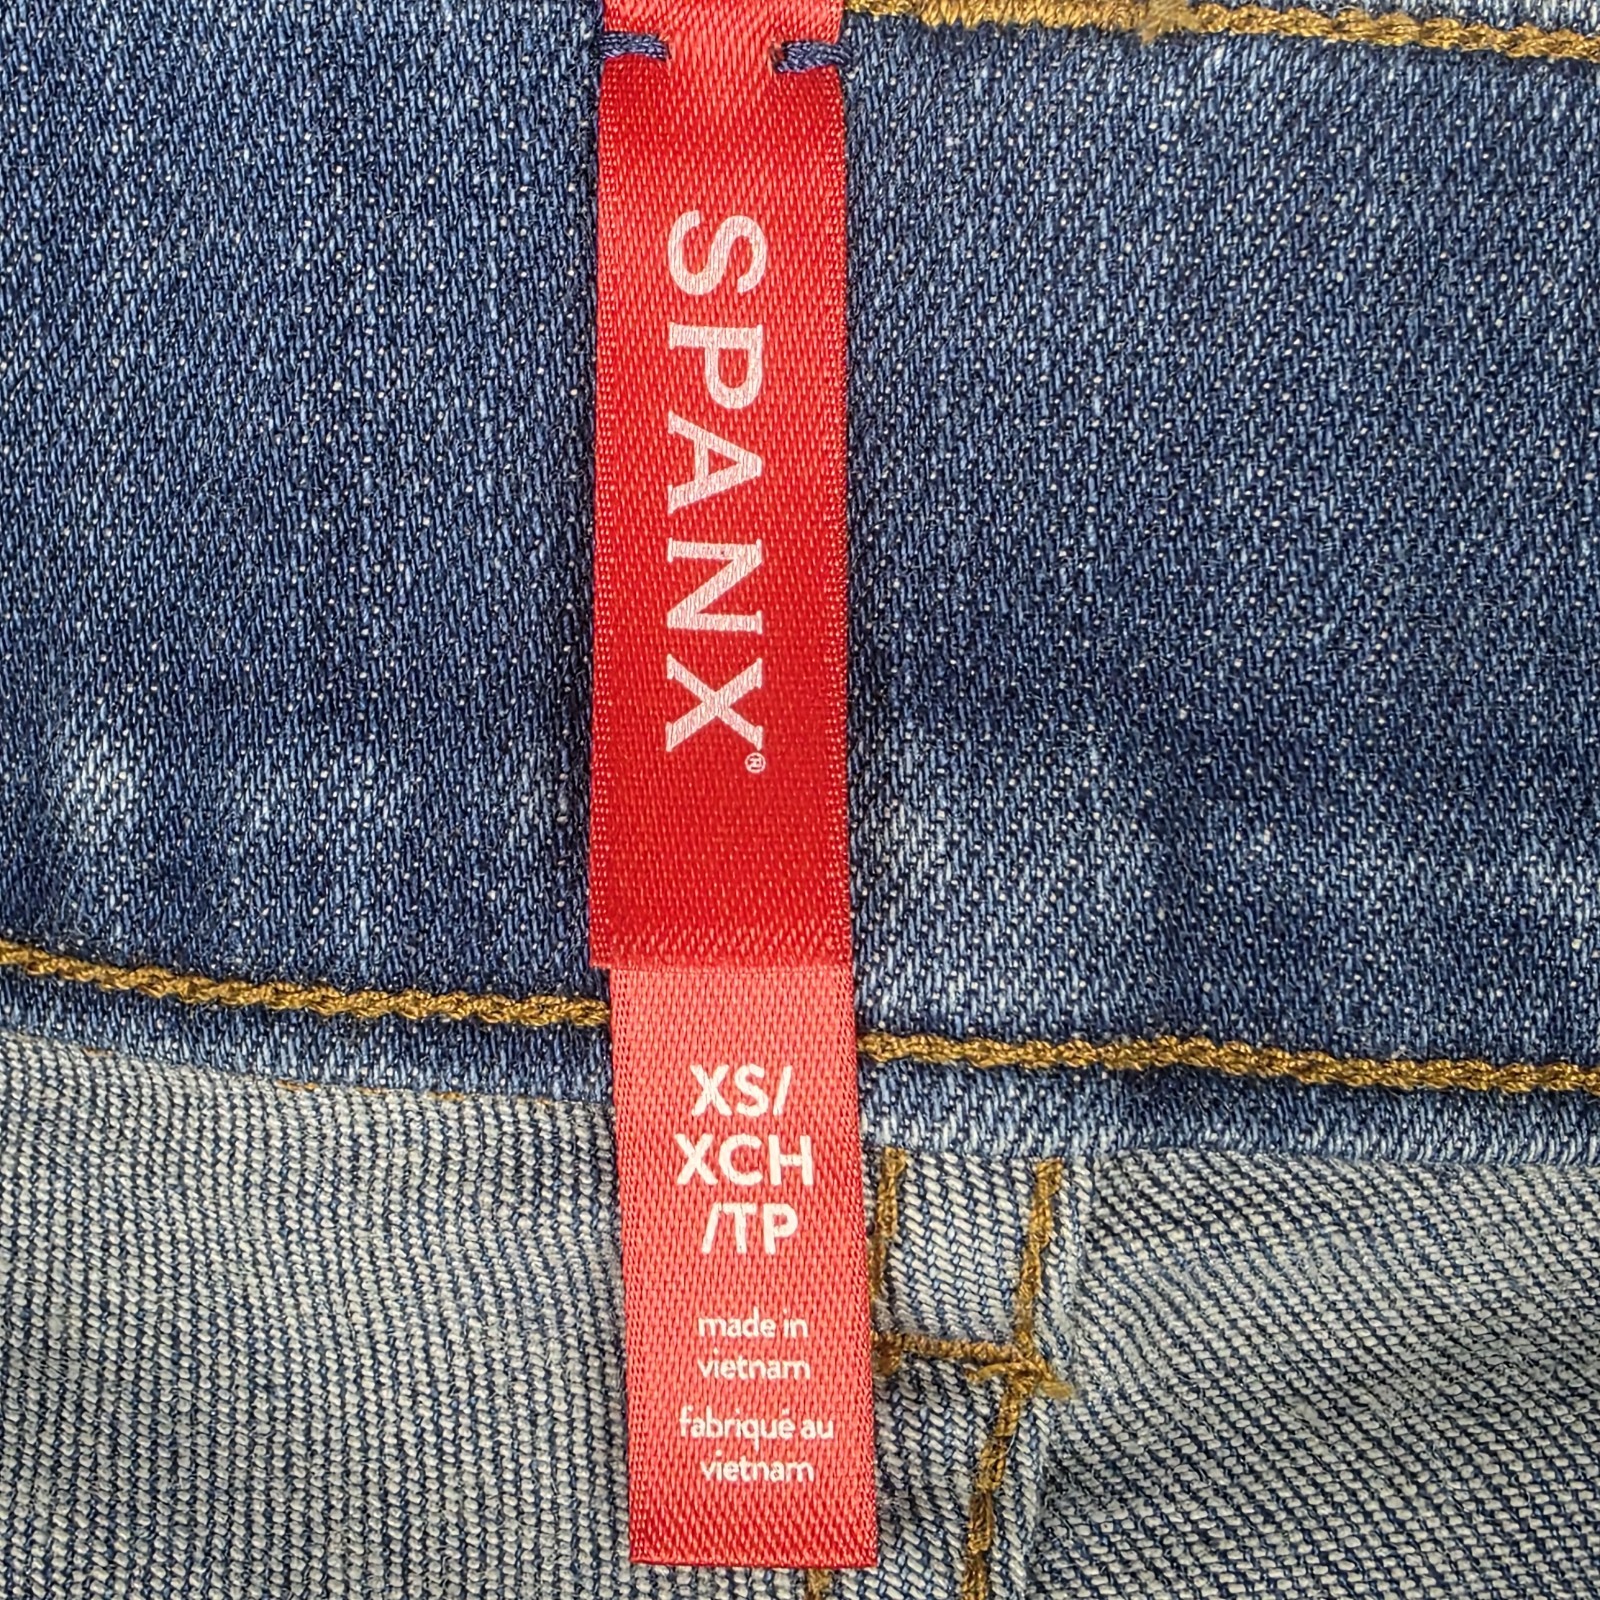 SPANX®
XS/
XCH
/TP
made in
vietnam
fabriqué au
vietnam